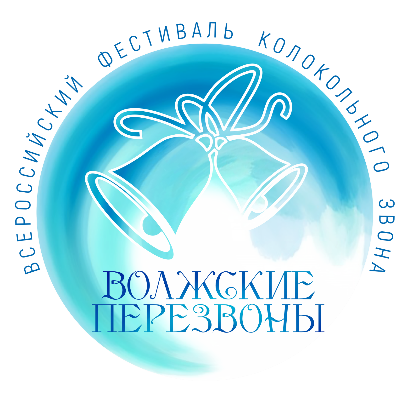 ВСЕРОССИЙСКИЙ ФЕСТИВАЛЬ КОЛОКОЛЬНОГО ЗВОНА
ВОЛЖСКИЕ
ПЕРЕЗВОНЫ